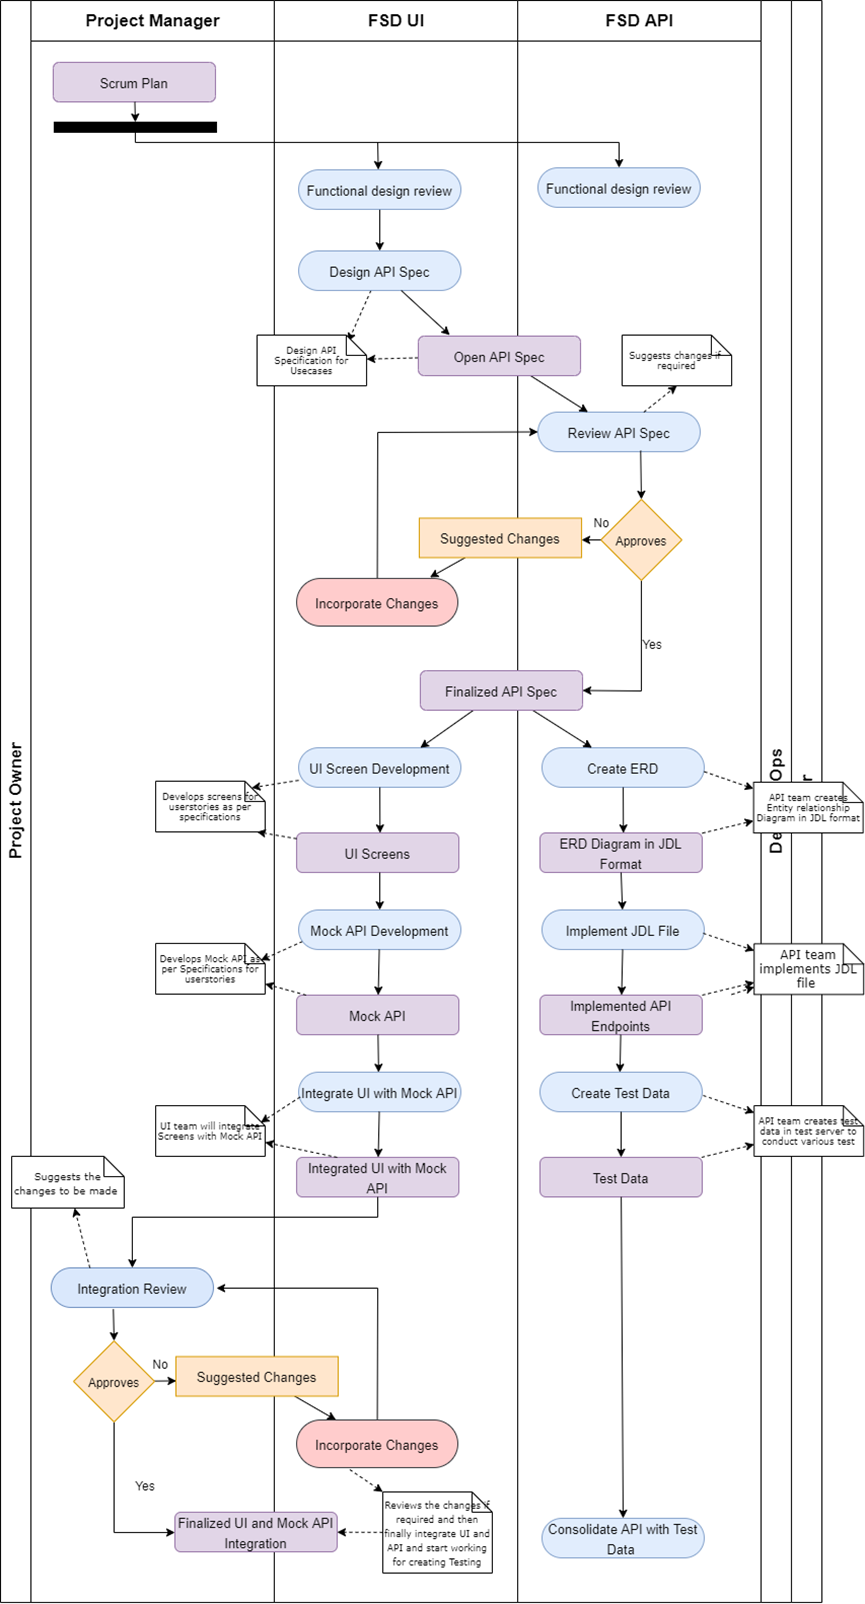 Project Manager
FSD UI
FSD API
Scrum Plan
Functional design review
Functional design review
Design API Spec
Design API
Specification for
Usecases
Open API Spec
Suggests changes if
required
Review API Spec
No
Suggested Changes
Approves
Incorporate Changes
Yes
Finalized API Spec
Project Owner
UI Screen Development
Create ERD
Ops
Develops screens for
userstories as per
specifications
API team creates
Entity relationship
Diagram in JDL format
UI Screens
ERD Diagram in JDL
Format
Mock API Development
Implement JDL File
Develops Mock API as
per Specifications for
userstories
API team
implements JDL
file
Mock API
Implemented API
Endpoints
Integrate UI with Mock API
Create Test Data
UI team will integrate
Screens with Mock API
API team creates test
data in test server to
conduct various test
Integrated UI with Mock
API
Test Data
Suggests the
changes to be made
Integration Review
No
Suggested Changes
Approves
Incorporate Changes
Yes
Reviews the changes if
required and then
finally integrate UI and
API and start working
for creating Testing
Finalized UI and Mock API
Integration
Consolidate API with Test
Data